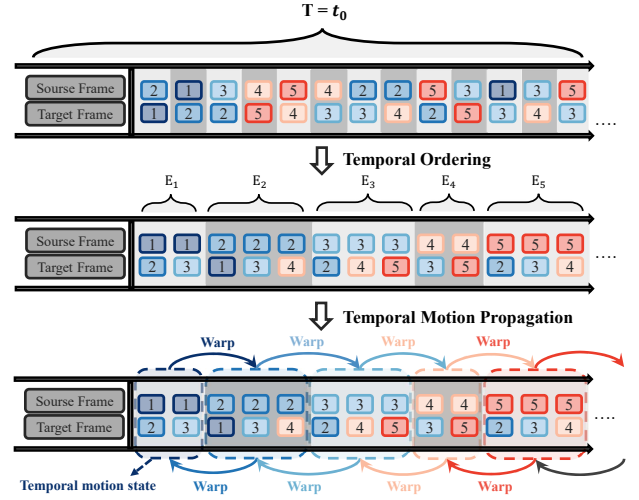 T = t0
Sourse Frame 2 1 3 4 5 4 2 2 5 3 1 3 5
Target Frame 1 2 2 5 4 3 3 4 2 5 3 4 3
....
Temporal Ordering
E1 E2 E3 E4 E5
Sourse Frame 1 1 2 2 2 3 3 3 4 4 5 5 5
Target Frame 2 3 1 3 4 2 4 5 3 5 2 3 4
....
Temporal Motion Propagation
Warp Warp Warp Warp
Sourse Frame 1 1 2 2 2 3 3 3 4 4 5 5 5
Target Frame 2 3 1 3 4 2 4 5 3 5 2 3 4
....
Temporal motion state Warp Warp Warp Warp